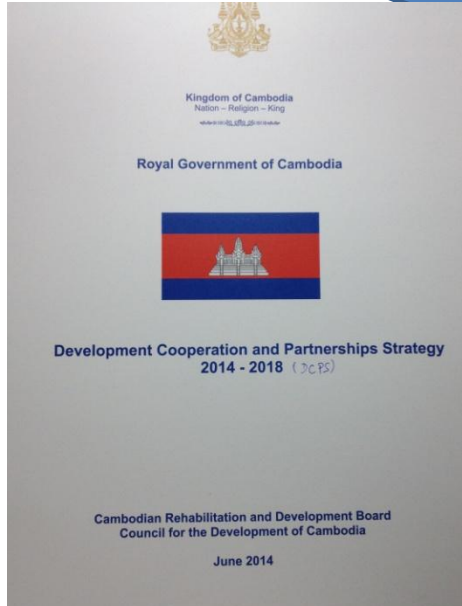 Kingdom of Cambodia
Nation – Religion – King
Royal Government of Cambodia
Development Cooperation and Partnerships Strategy
2014 - 2018 (DCPS)
Cambodian Rehabilitation and Development Board
Council for the Development of Cambodia
June 2014